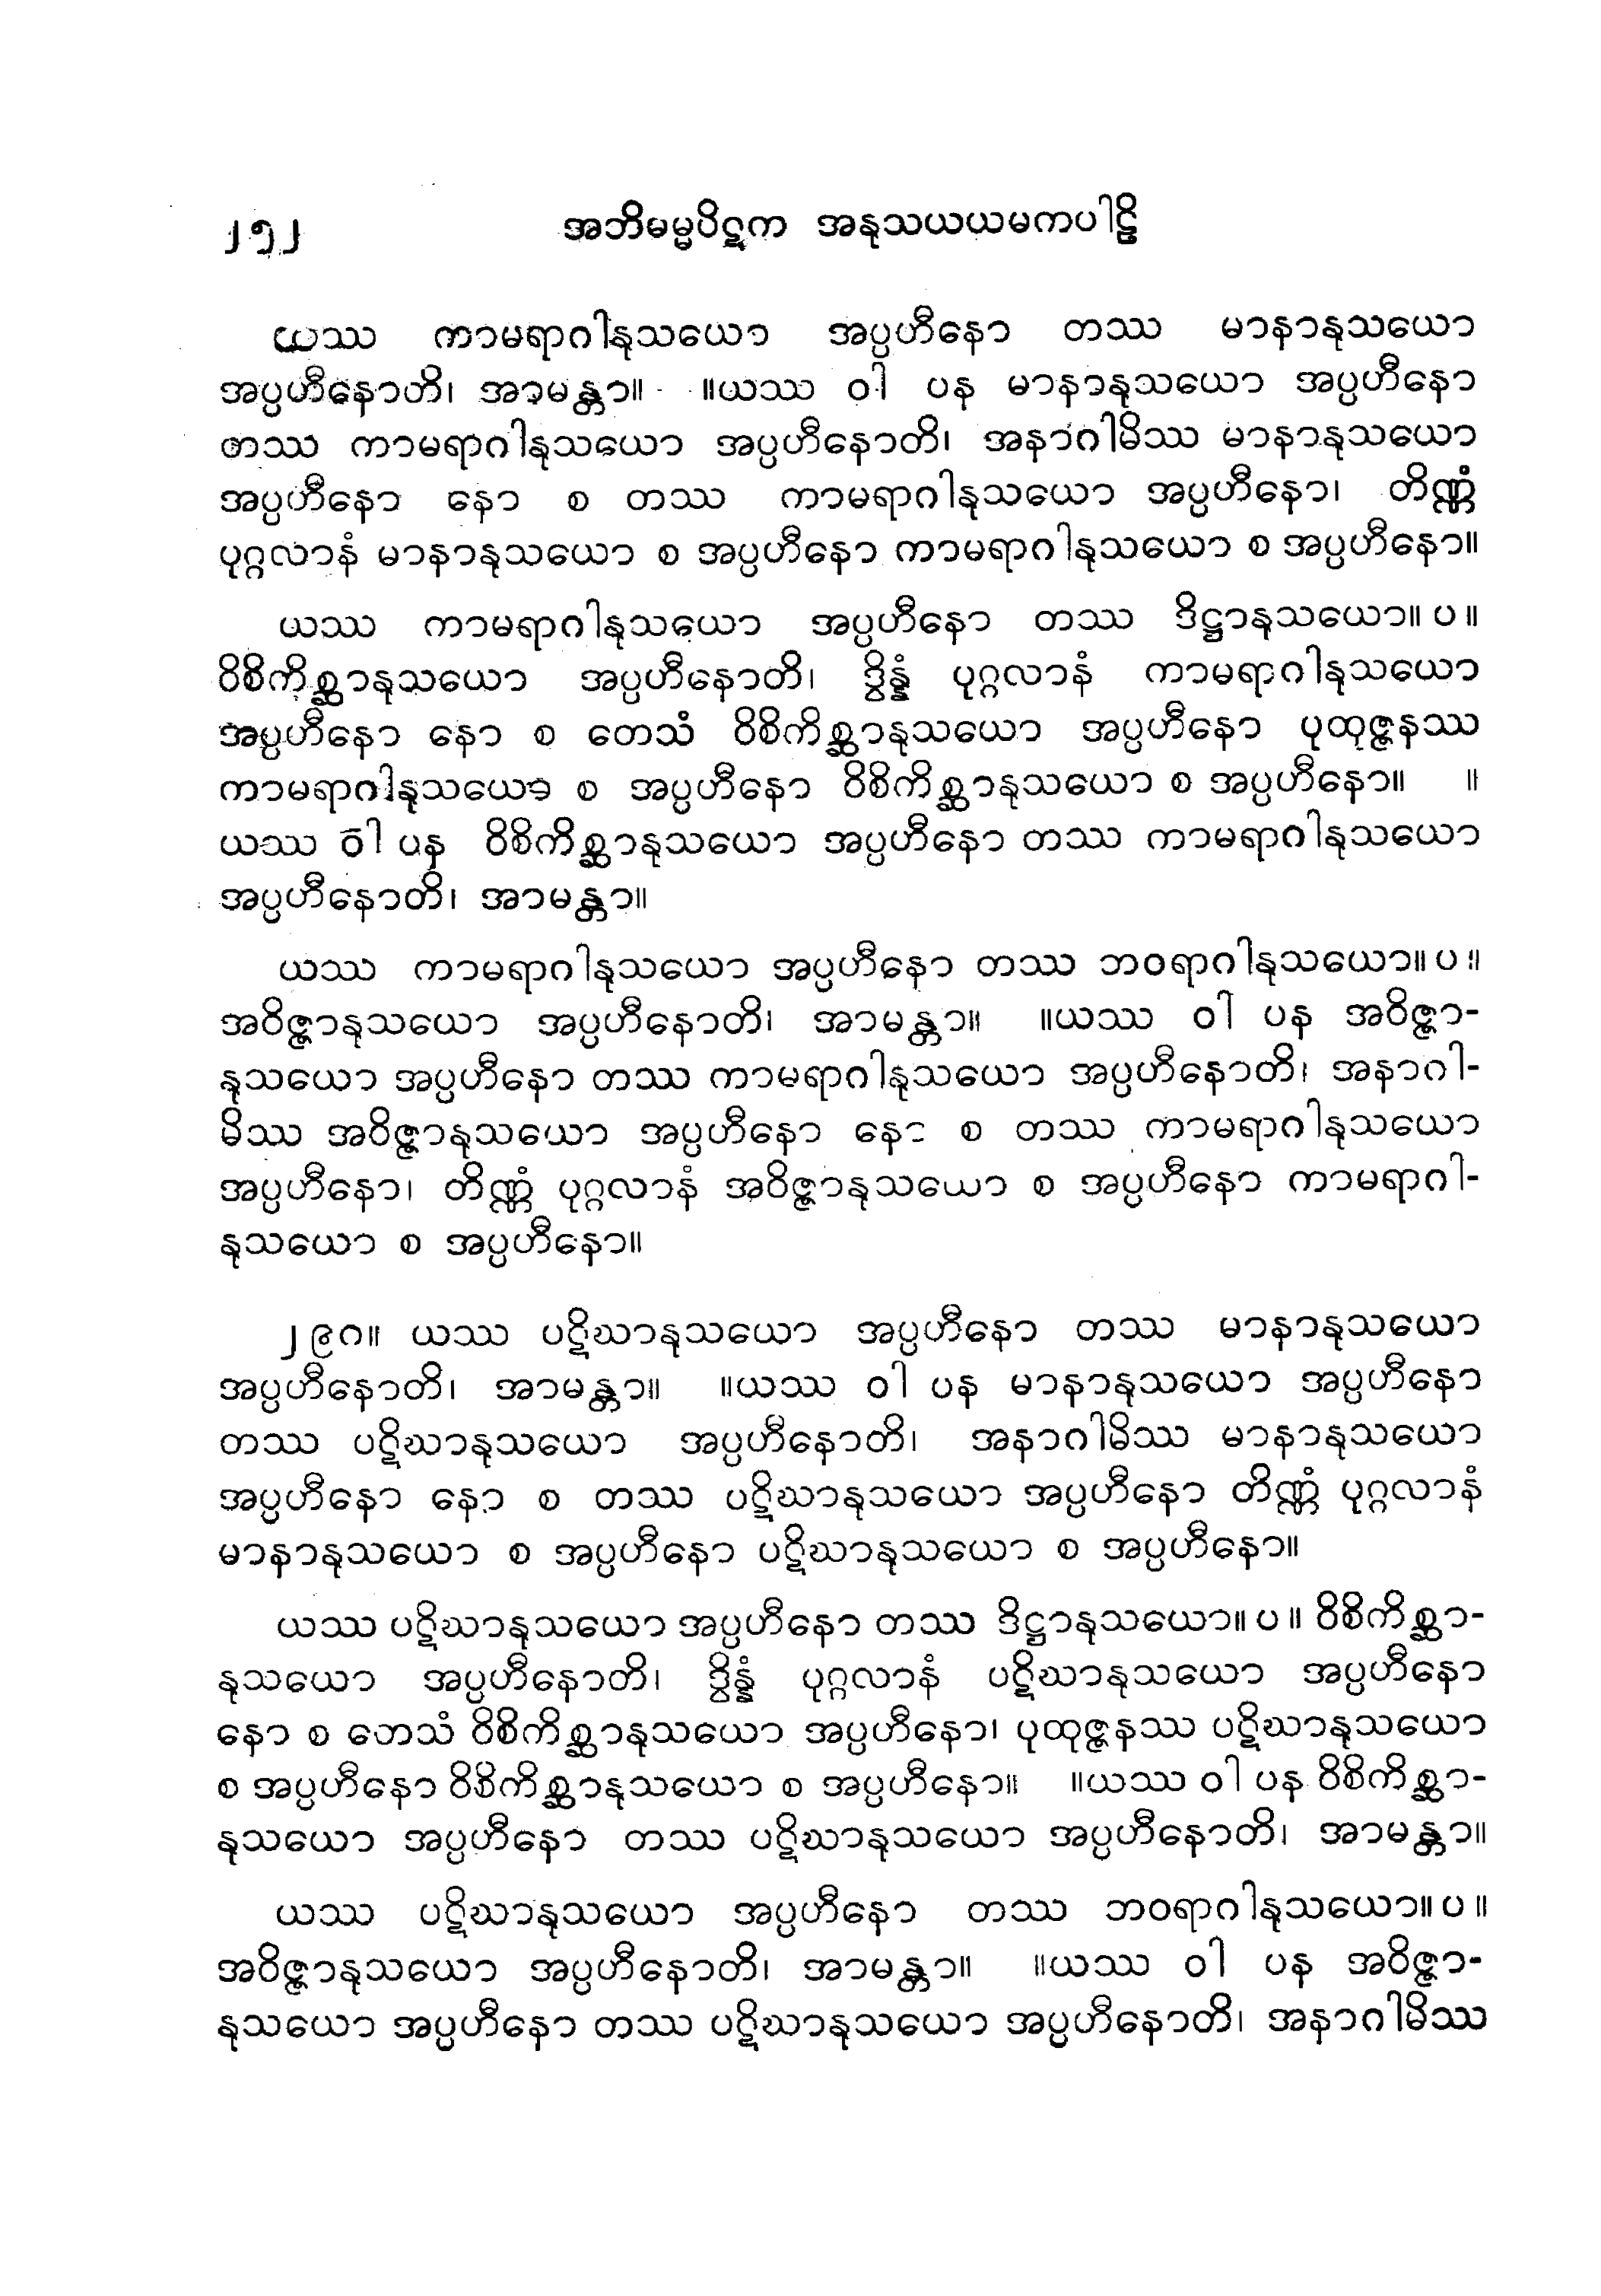 ၂၅၂ အဘိဓမ္မပိဋက အနုသယယမကပါဠိ
ယဿ ကာမရာဂါနုသယော အပ္ပဟီနော တဿ မာနာနုသယော
အပ္ပဟီနောတိ၊ အာမန္တာ။ ။ယဿ ဝါ ပန မာနာနုသယော အပ္ပဟီနော
တဿ ကာမရာဂါနုသယော အပ္ပဟီနောတိ၊ အနာဂါမိဿ မာနာနုသယော
အပ္ပဟီနော နော စ တဿ ကာမရာဂါနုသယော အပ္ပဟီနော၊ တိဏ္ဏံ
ပုဂ္ဂလာနံ မာနာနုသယော စ အပ္ပဟီနော ကာမရာဂါနုသယော စ အပ္ပဟီနော။
ယဿ ကာမရာဂါနုသယော အပ္ပဟီနော တဿ ဒိဋ္ဌာနုသယော။ ပ။
ဝိစိကိစ္ဆာနုသယော အပ္ပဟီနောတိ၊ ဒွိန္နံ ပုဂ္ဂလာနံ ကာမရာဂါနုသယော
အပ္ပဟီနော နော စ တေသံ ဝိစိကိစ္ဆာနုသယော အပ္ပဟီနော ပုထုဇ္ဇနဿ
ကာမရာဂါနုသယော စ အပ္ပဟီနော ဝိစိကိစ္ဆာနုသယော စ အပ္ပဟီနော။ ။
ယဿ ဝါ ပန ဝိစိကိစ္ဆာနုသယော အပ္ပဟီနော တဿ ကာမရာဂါနုသယော
အပ္ပဟီနောတိ၊ အာမန္တာ။
ယဿ ကာမရာဂါနုသယော အပ္ပဟီနော တဿ ဘဝရာဂါနုသယော။ ပ။
အဝိဇ္ဇာနုသယော အပ္ပဟီနောတိ၊ အာမန္တာ။ ။ယဿ ဝါ ပန အဝိဇ္ဇာ-
နုသယော အပ္ပဟီနော တဿ ကာမရာဂါနုသယော အပ္ပဟီနောတိ၊ အနာဂါ-
မိဿ အဝိဇ္ဇာနုသယော အပ္ပဟီနော နော စ တဿ ကာမရာဂါနုသယော
အပ္ပဟီနော၊ တိဏ္ဏံ ပုဂ္ဂလာနံ အဝိဇ္ဇာနုသယော စ အပ္ပဟီနော ကာမရာဂါ-
နုသယော စ အပ္ပဟီနော။
၂၉၈။ ယဿ ပဋိဃာနုသယော အပ္ပဟီနော တဿ မာနာနုသယော
အပ္ပဟီနောတိ၊ အာမန္တာ။ ။ယဿ ဝါ ပန မာနာနုသယော အပ္ပဟီနော
တဿ ပဋိဃာနုသယော အပ္ပဟီနောတိ၊ အနာဂါမိဿ မာနာနုသယော
အပ္ပဟီနော နော စ တဿ ပဋိဃာနုသယော အပ္ပဟီနော တိဏ္ဏံ ပုဂ္ဂလာနံ
မာနာနုသယော စ အပ္ပဟီနော ပဋိဃာနုသယော စ အပ္ပဟီနော။
ယဿ ပဋိဃာနုသယော အပ္ပဟီနော တဿ ဒိဋ္ဌာနုသယော။ ပ။ ဝိစိကိစ္ဆာ-
နုသယော အပ္ပဟီနောတိ၊ ဒွိန္နံ ပုဂ္ဂလာနံ ပဋိဃာနုသယော အပ္ပဟီနော
နော စ တေသံ ဝိစိကိစ္ဆာနုသယော အပ္ပဟီနော၊ ပုထုဇ္ဇနဿ ပဋိဃာနုသယော
စ အပ္ပဟီနော ဝိစိကိစ္ဆာနုသယော စ အပ္ပဟီနော။ ။ယဿ ဝါ ပန ဝိစိကိစ္ဆာ-
နုသယော အပ္ပဟီနော တဿ ပဋိဃာနုသယော အပ္ပဟီနောတိ၊ အာမန္တာ။
ယဿ ပဋိဃာနုသယော အပ္ပဟီနော တဿ ဘဝရာဂါနုသယော။ ပ။
အဝိဇ္ဇာနုသယော အပ္ပဟီနောတိ၊ အာမန္တာ။ ။ယဿ ဝါ ပန အဝိဇ္ဇာ-
နုသယော အပ္ပဟီနော တဿ ပဋိဃာနုသယော အပ္ပဟီနောတိ၊ အနာဂါမိဿ